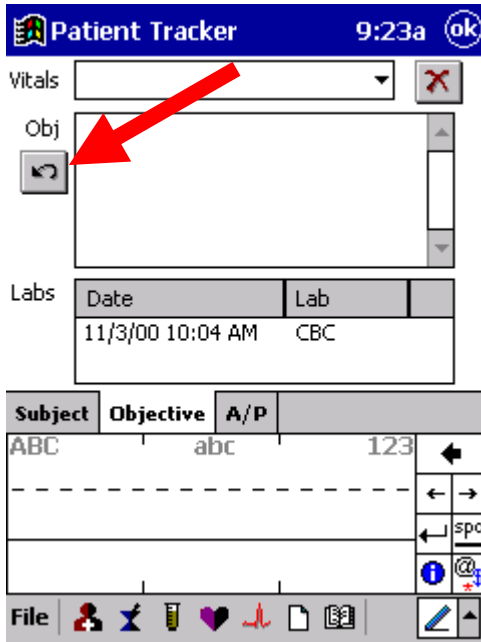 Patient Tracker 9:23a ok
Vitals
Obj
Labs Date Lab
11/3/00 10:04 AM CBC
Subject Objective A/P
ABC abc 123
spc
@
File